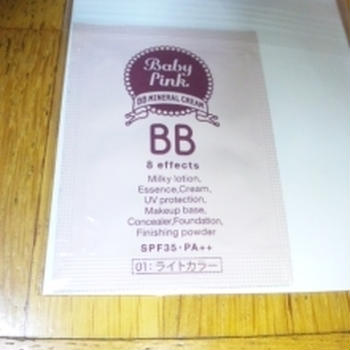 Baby
Pink.
BB MINERAL CREAM
BB
8 effects
Milky lotion,
Essence,Cream,
UV protection,
Makeup base,
Concealer,Foundation,
Finishing powder
SPF35・PA++
01:ライトカラー